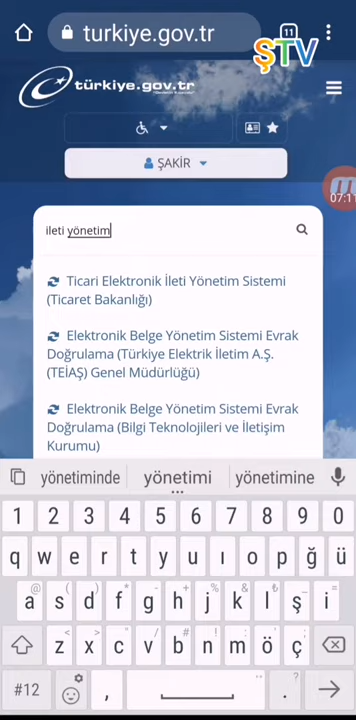 turkiye.gov.tr
11
ŞTV
türkiye.gov.tr
ŞAKİR
07:11
ileti yönetim
Ticari Elektronik İleti Yönetim Sistemi
(Ticaret Bakanlığı)
Elektronik Belge Yönetim Sistemi Evrak
Doğrulama (Türkiye Elektrik İletim A.Ş.
(TEİAŞ) Genel Müdürlüğü)
Elektronik Belge Yönetim Sistemi Evrak
Doğrulama (Bilgi Teknolojileri ve İletişim
Kurumu)
yönetiminde yönetimi yönetimine
1 2 3 4 5 6 7 8 9 0
q w e r t y u ı o p ğ ü
a s d f g h j k l ş i
z x c v b n m ö ç
#12 , .